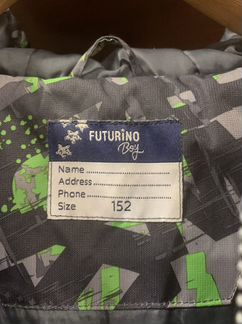 FUTURINO
Boy
Name..............................
Address........................
Phone...........................
Size 152